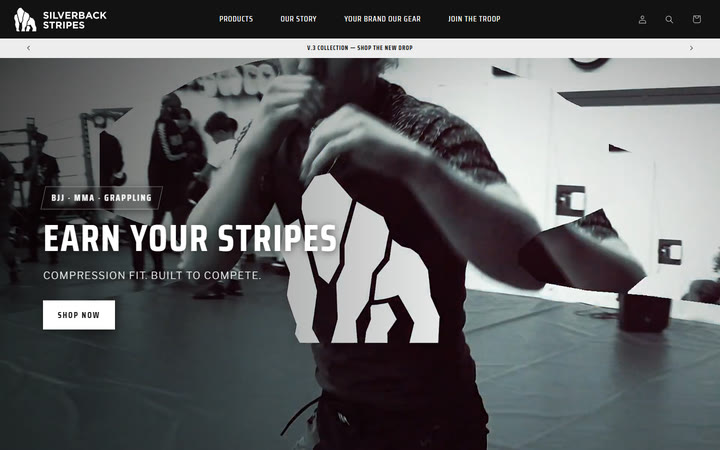 SILVERBACK
STRIPES
PRODUCTS
OUR STORY
YOUR BRAND OUR GEAR
JOIN THE TROOP
V.3 COLLECTION — SHOP THE NEW DROP
BJJ · MMA · GRAPPLING
EARN YOUR STRIPES
COMPRESSION FIT. BUILT TO COMPETE.
SHOP NOW